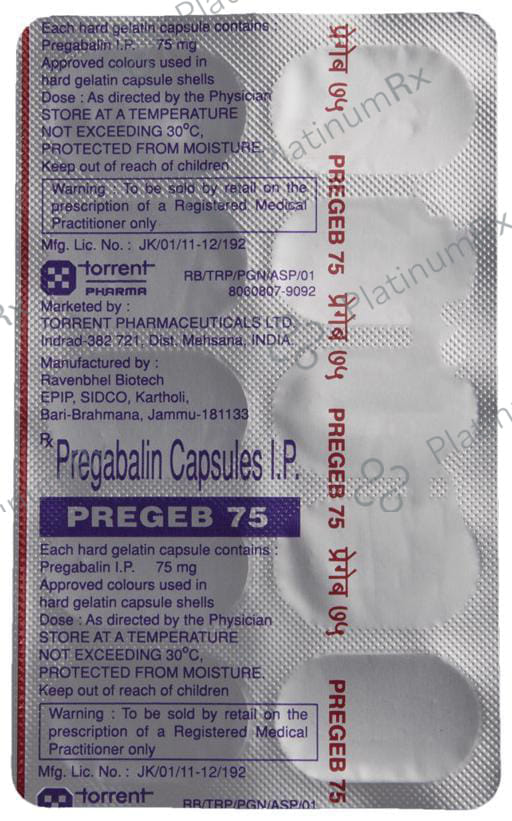 Each hard gelatin capsule contains :
Pregabalin I.P. 75 mg
Approved colours used in
hard gelatin capsule shells
Dose : As directed by the Physician
STORE AT A TEMPERATURE
NOT EXCEEDING 30°C,
PROTECTED FROM MOISTURE.
Keep out of reach of children
Warning : To be sold by retail on the
prescription of a Registered Medical
Practitioner only
Mfg. Lic. No. : JK/01/11-12/192
torrent
PHARMA
RB/TRP/PGN/ASP/01
8060807-9092
Marketed by :
TORRENT PHARMACEUTICALS LTD.
Indrad-382 721, Dist. Mehsana, INDIA.
Manufactured by :
Ravenbhel Biotech
EPIP, SIDCO, Kartholi,
Bari-Brahmana, Jammu-181133
Rx
Pregabalin Capsules I.P.
PREGEB 75
Each hard gelatin capsule contains :
Pregabalin I.P. 75 mg
Approved colours used in
hard gelatin capsule shells
Dose : As directed by the Physician
STORE AT A TEMPERATURE
NOT EXCEEDING 30°C,
PROTECTED FROM MOISTURE.
Keep out of reach of children
Warning : To be sold by retail on the
prescription of a Registered Medical
Practitioner only
Mfg. Lic. No. : JK/01/11-12/192
torrent
RB/TRP/PGN/ASP/01
प्रेगेब ७५ PREGEB 75 प्रेगेब ७५ PREGEB 75 प्रेगेब ७५ PREGEB 75
PlatinumRx
PlatinumRx